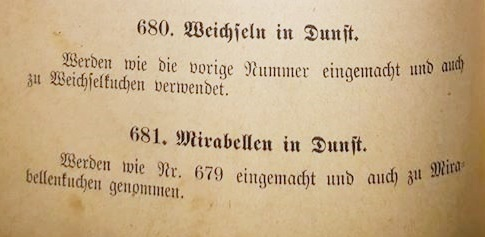 680. Weichseln in Dunst.
Werden wie die vorige Nummer eingemacht und auch
zu Weichselkuchen verwendet.
681. Mirabellen in Dunst.
Werden wie Nr. 679 eingemacht und auch zu Mira-
bellenkuchen genommen.